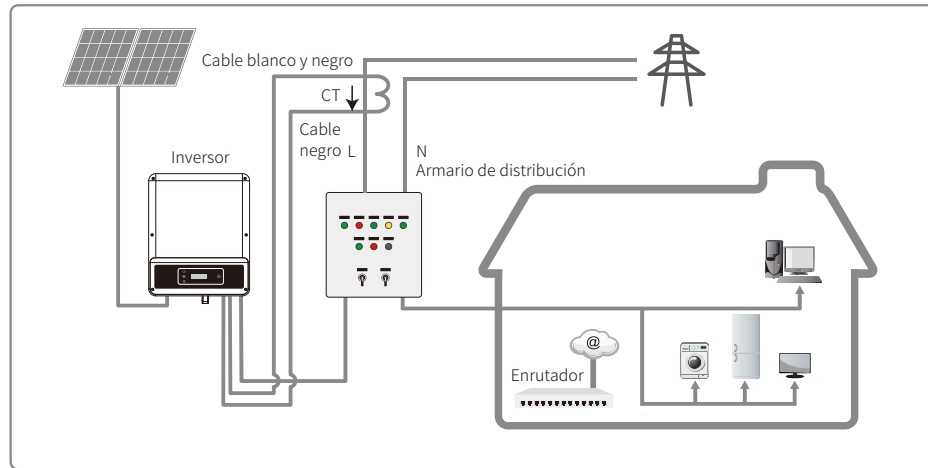 Cable blanco y negro
CT
Cable
negro L
N
Armario de distribución
Inversor
@
Enrutador